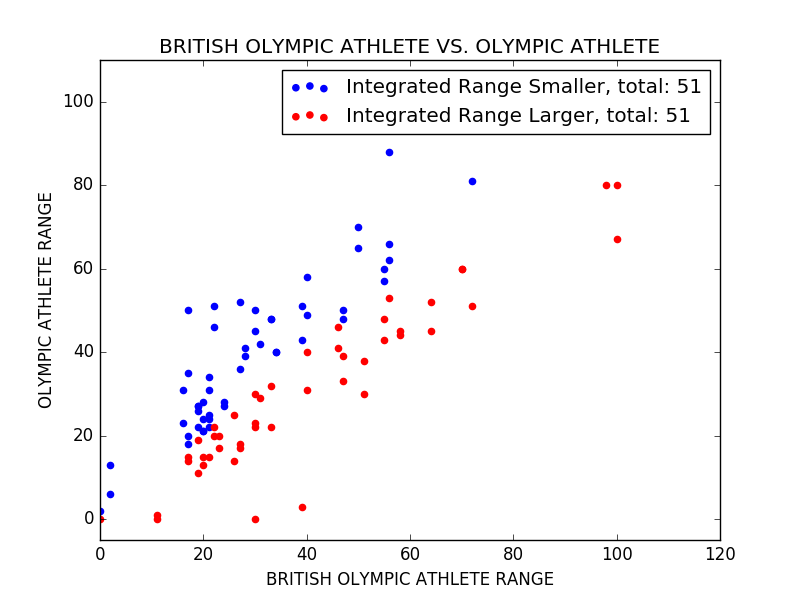 BRITISH OLYMPIC ATHLETE VS. OLYMPIC ATHLETE
Integrated Range Smaller, total: 51
Integrated Range Larger, total: 51
100
80
60
40
20
0
OLYMPIC ATHLETE RANGE
0 20 40 60 80 100 120
BRITISH OLYMPIC ATHLETE RANGE